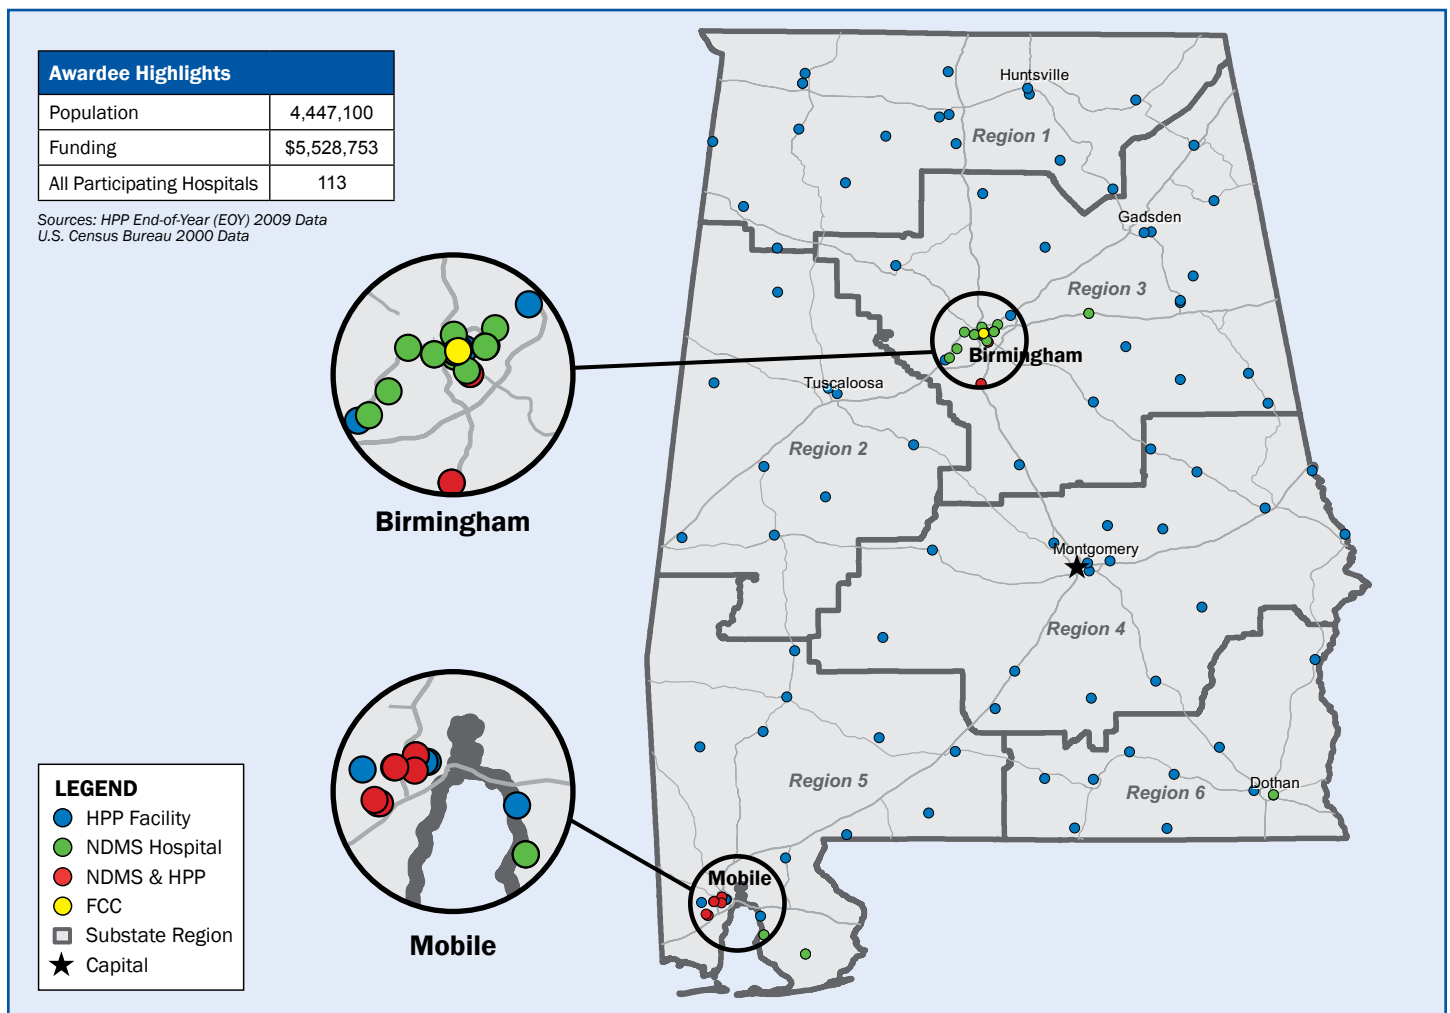 Awardee Highlights
Population 4,447,100
Funding $5,528,753
All Participating Hospitals 113
Sources: HPP End-of-Year (EOY) 2009 Data
U.S. Census Bureau 2000 Data
Huntsville
Region 1
Gadsden
Region 3
Birmingham
Tuscaloosa
Region 2
Birmingham
Montgomery
Region 4
Region 5
Region 6
Dothan
Mobile
Mobile
LEGEND
HPP Facility
NDMS Hospital
NDMS & HPP
FCC
Substate Region
Capital